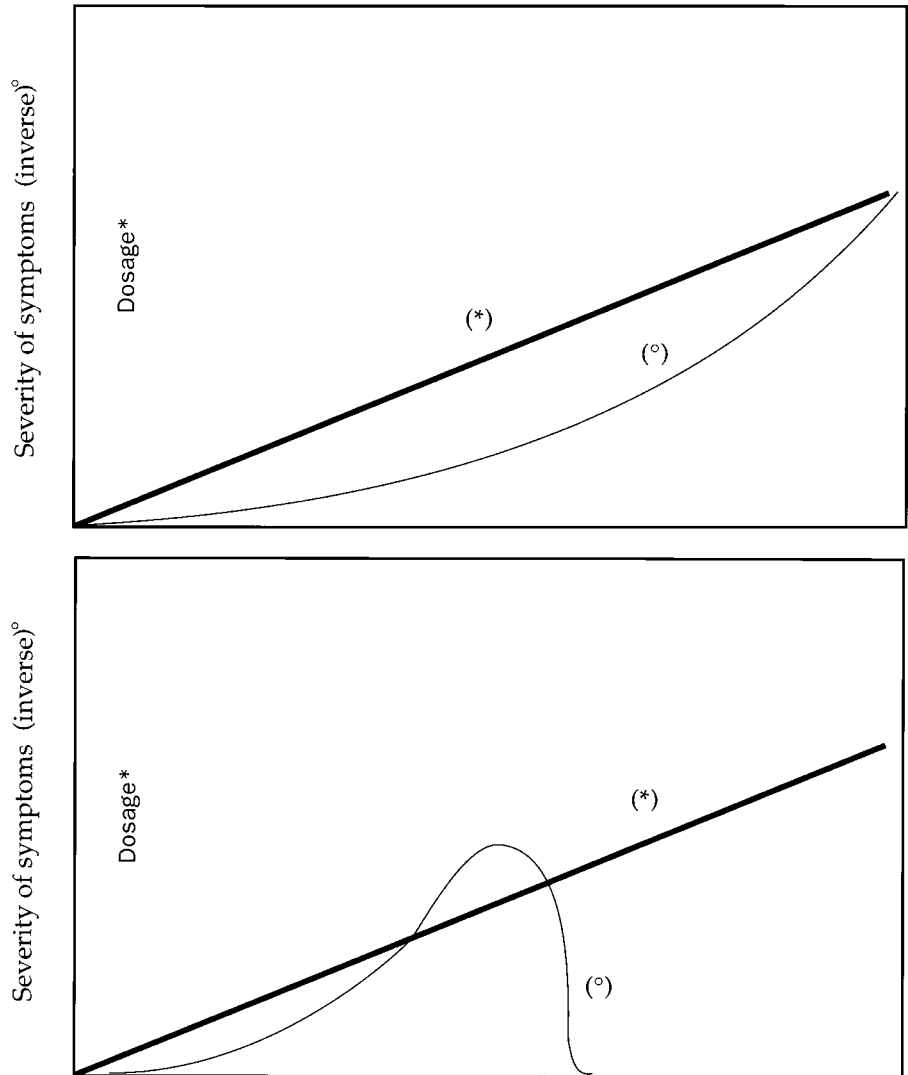 Severity of symptoms (inverse)°
Dosage*
(*)
(°)
Severity of symptoms (inverse)°
Dosage*
(*)
(°)